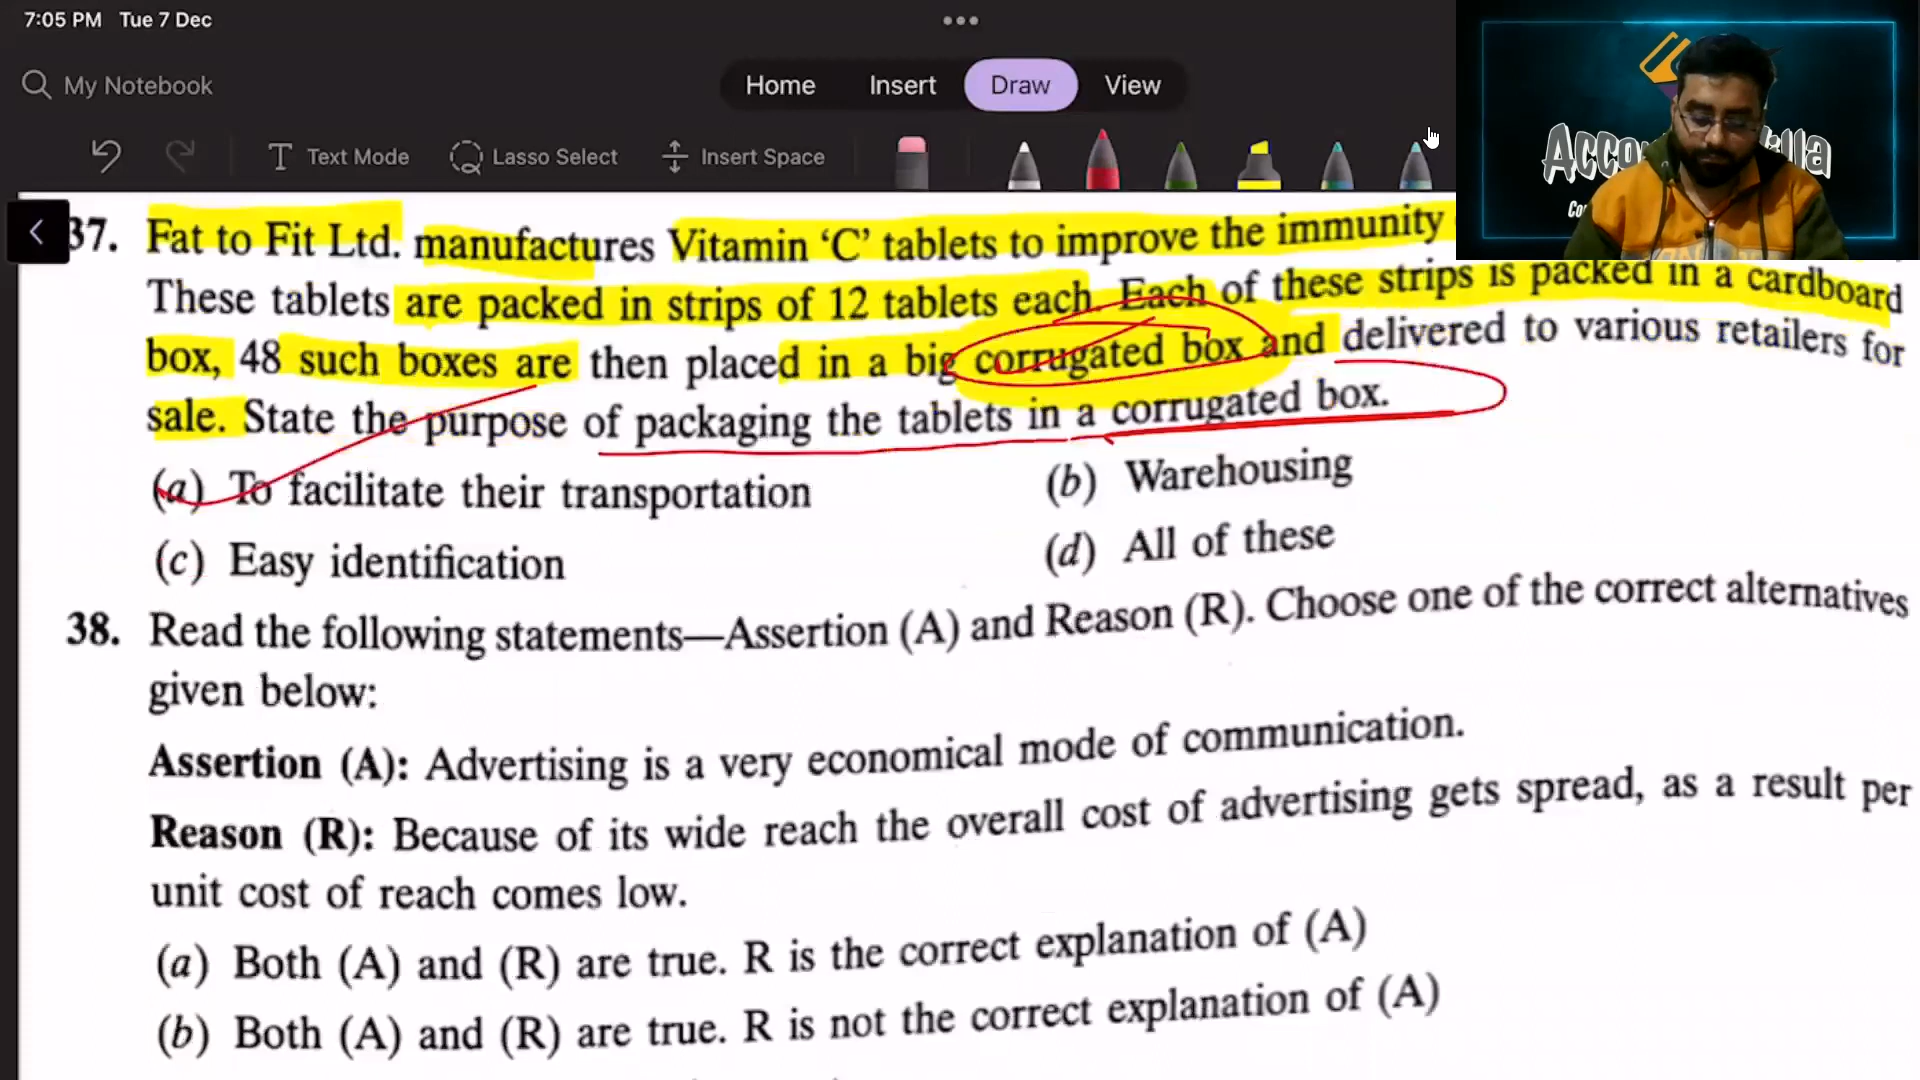 7:05 PM Tue 7 Dec
My Notebook
Home Insert Draw View
Text Mode Lasso Select Insert Space
37. Fat to Fit Ltd. manufactures Vitamin ‘C’ tablets to improve the immunity
These tablets are packed in strips of 12 tablets each. Each of these strips is packed in a cardboard
box, 48 such boxes are then placed in a big corrugated box and delivered to various retailers for
sale. State the purpose of packaging the tablets in a corrugated box.
(a) To facilitate their transportation (b) Warehousing
(c) Easy identification (d) All of these
38. Read the following statements—Assertion (A) and Reason (R). Choose one of the correct alternatives
given below:
Assertion (A): Advertising is a very economical mode of communication.
Reason (R): Because of its wide reach the overall cost of advertising gets spread, as a result per
unit cost of reach comes low.
(a) Both (A) and (R) are true. R is the correct explanation of (A)
(b) Both (A) and (R) are true. R is not the correct explanation of (A)